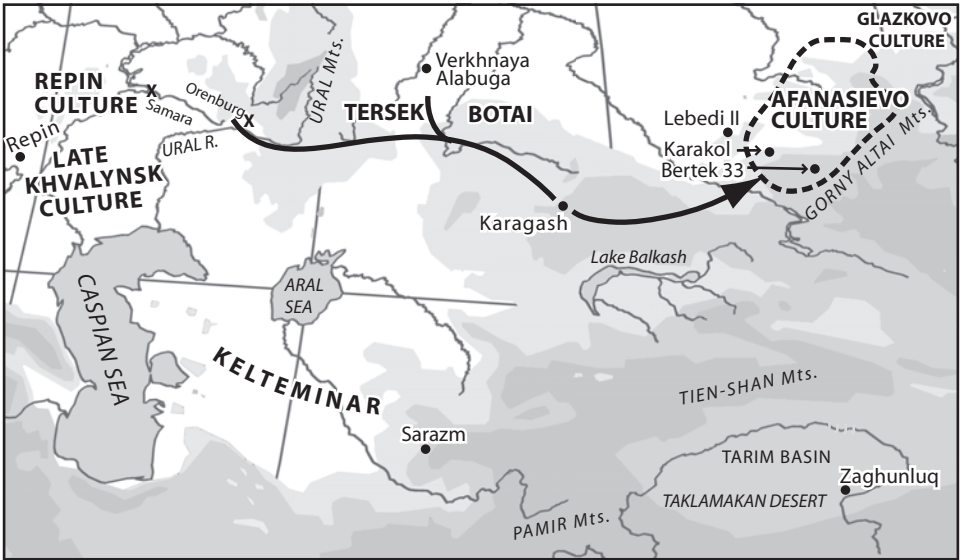 GLAZKOVO
CULTURE
REPIN
CULTURE
x
Samara
Orenburg
x
URAL Mts.
Verkhnaya
Alabuga
TERSEK
BOTAI
AFANASIEVO
CULTURE
Lebedi II
Karakol
Bertek 33
GORNY ALTAI Mts.
Repin
LATE
KHVALYNSK
CULTURE
URAL R.
Karagash
Lake Balkash
ARAL
SEA
CASPIAN SEA
KELTEMINAR
TIEN-SHAN Mts.
Sarazm
TARIM BASIN
Zaghunluq
TAKLAMAKAN DESERT
PAMIR Mts.